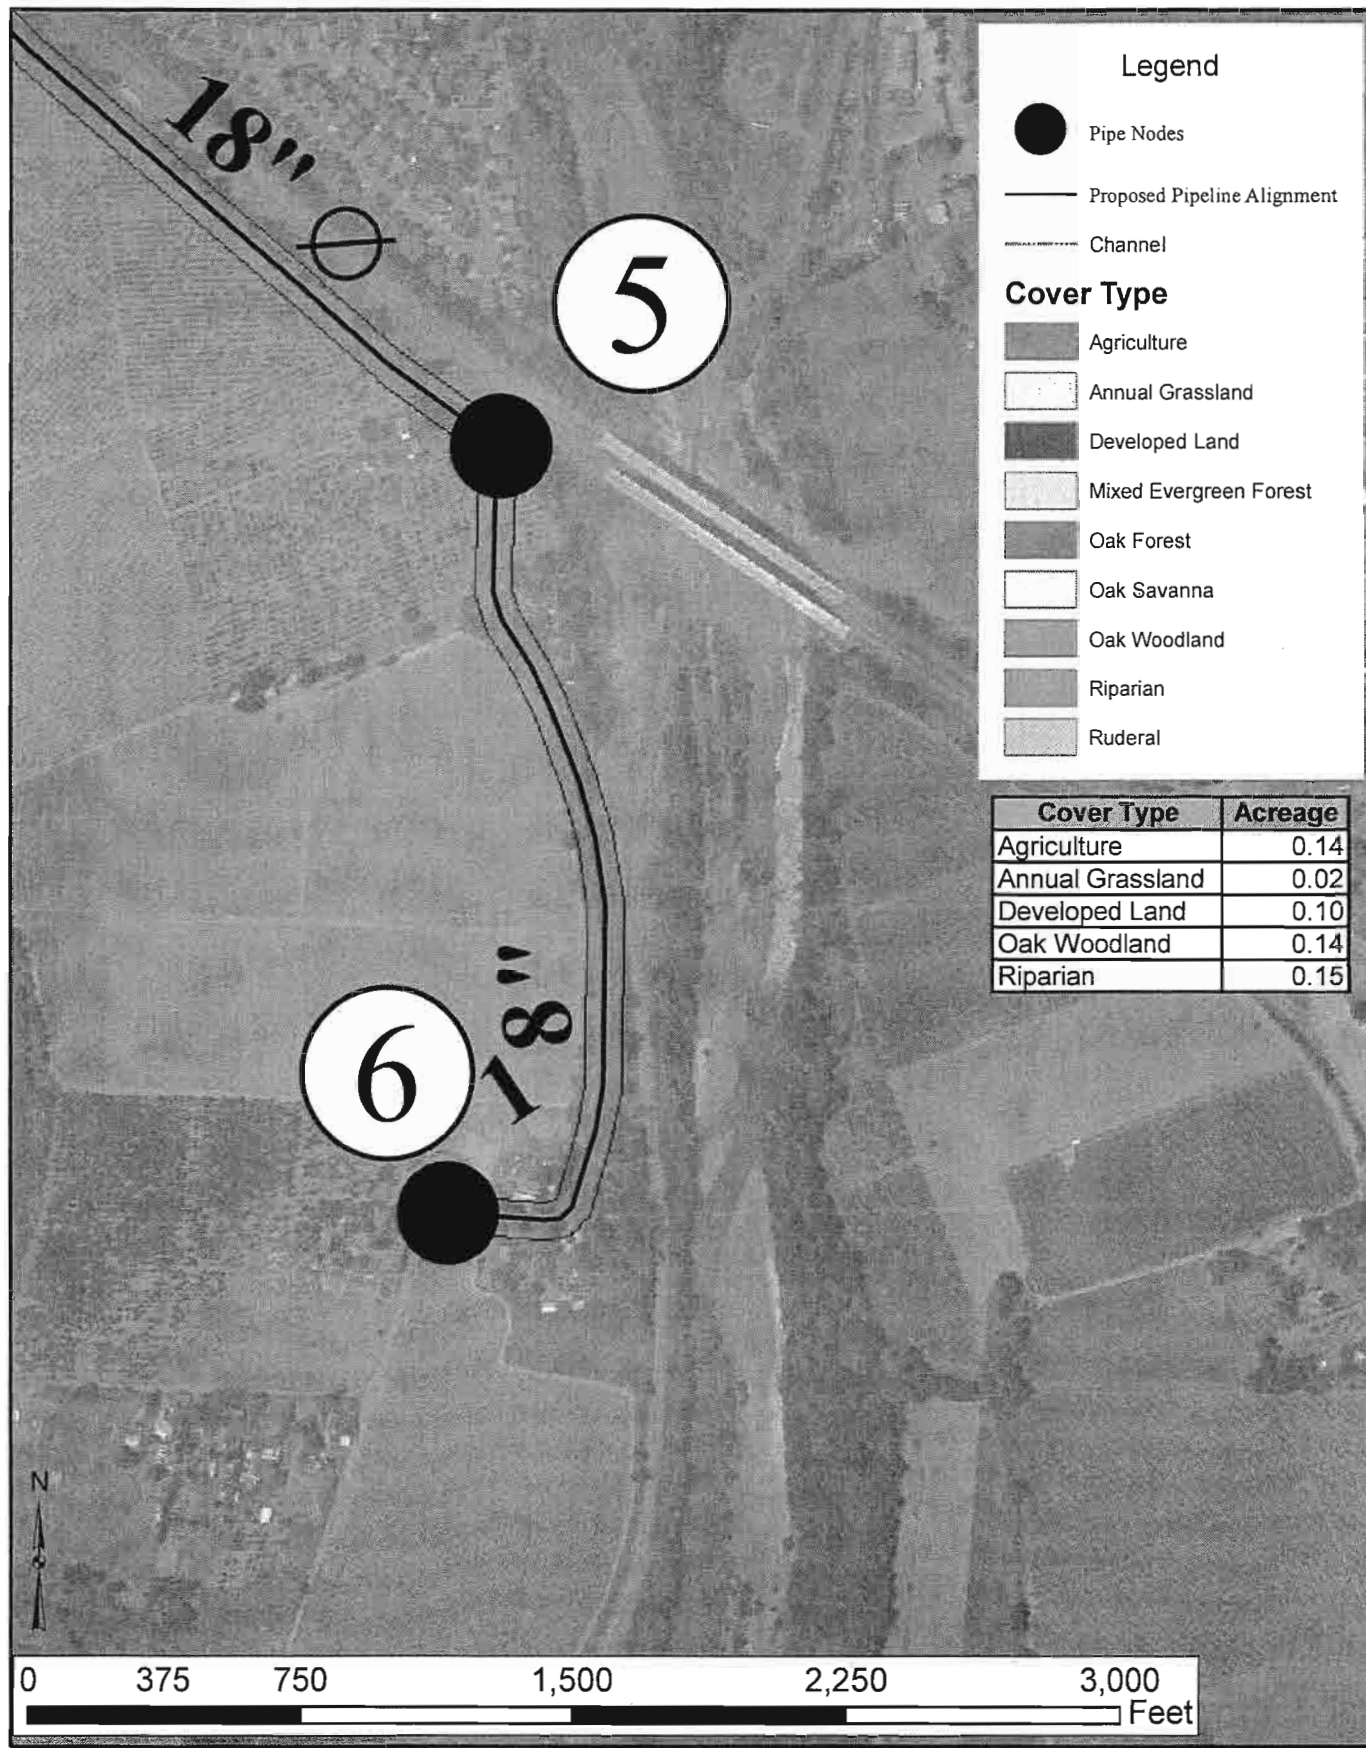 18" Ø
5
18"
6
N
0 375 750 1,500 2,250 3,000
Feet
Legend
Pipe Nodes
Proposed Pipeline Alignment
Channel
Cover Type
Agriculture
Annual Grassland
Developed Land
Mixed Evergreen Forest
Oak Forest
Oak Savanna
Oak Woodland
Riparian
Ruderal
Cover Type Acreage
Agriculture 0.14
Annual Grassland 0.02
Developed Land 0.10
Oak Woodland 0.14
Riparian 0.15